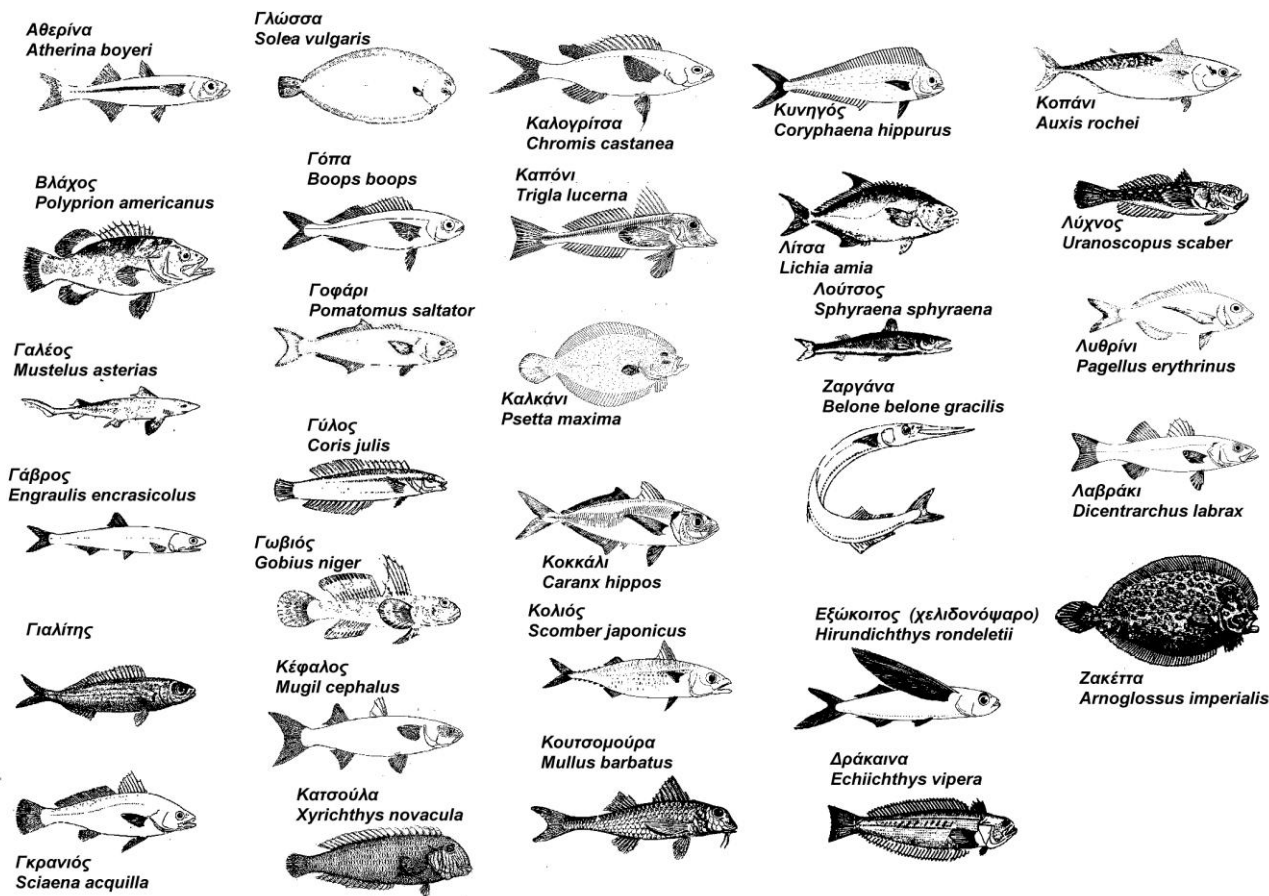 Αθερίνα
Atherina boyeri
Βλάχος
Polyprion americanus
Γαλέος
Mustelus asterias
Γάβρος
Engraulis encrasicolus
Γιαλίτης
Γκρανιός
Sciaena acquilla
Γλώσσα
Solea vulgaris
Γόπα
Boops boops
Γοφάρι
Pomatomus saltator
Γύλος
Coris julis
Γωβιός
Gobius niger
Κέφαλος
Mugil cephalus
Κατσούλα
Xyrichthys novacula
Καλογρίτσα
Chromis castanea
Καπόνι
Trigla lucerna
Καλκάνι
Psetta maxima
Κοκκάλι
Caranx hippos
Κολιός
Scomber japonicus
Κουτσομούρα
Mullus barbatus
Κυνηγός
Coryphaena hippurus
Λίτσα
Lichia amia
Λούτσος
Sphyraena sphyraena
Ζαργάνα
Belone belone gracilis
Εξώκοιτος (χελιδονόψαρο)
Hirundichthys rondeletii
Δράκαινα
Echiichthys vipera
Κοπάνι
Auxis rochei
Λύχνος
Uranoscopus scaber
Λυθρίνι
Pagellus erythrinus
Λαβράκι
Dicentrarchus labrax
Ζακέττα
Arnoglossus imperialis